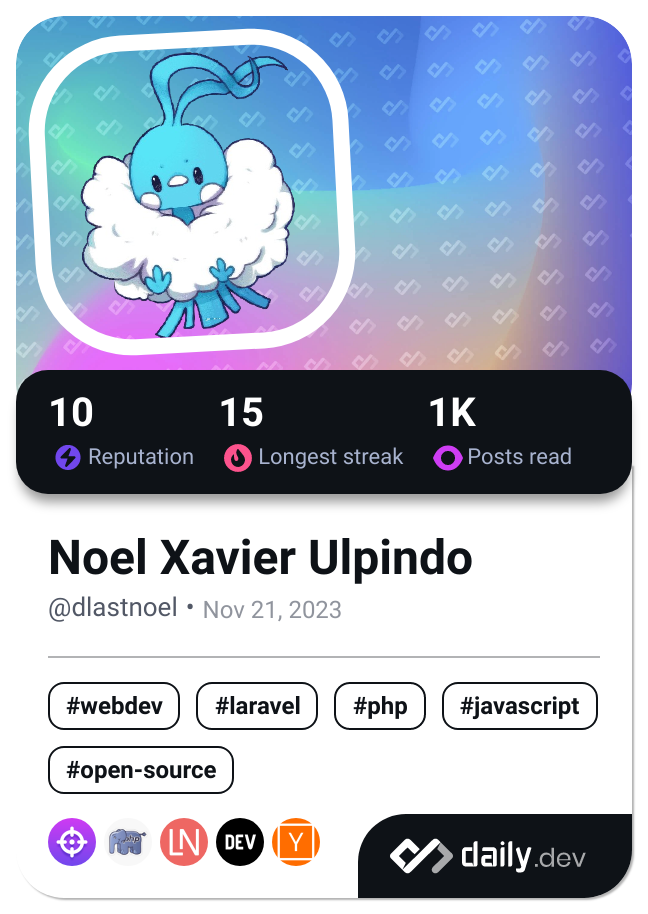 10 15 1K
Reputation Longest streak Posts read
Noel Xavier Ulpindo
@dlastnoel • Nov 21, 2023
#webdev #laravel #php #javascript
#open-source
php LN DEV Y
daily.dev